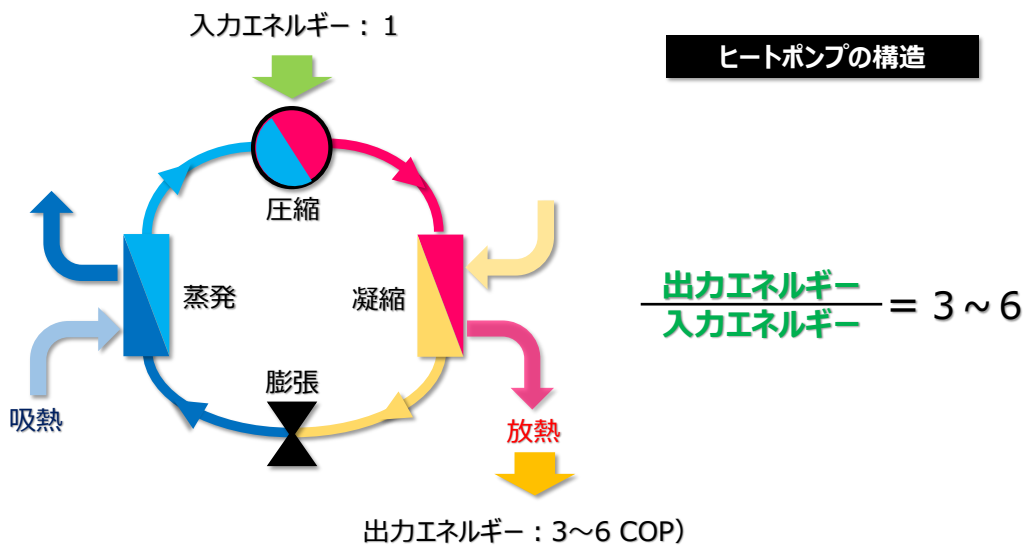 入力エネルギー：1
ヒートポンプの構造
圧縮
蒸発
凝縮
出力エネルギー
入力エネルギー
= 3~6
膨張
吸熱
放熱
出力エネルギー：3～6 COP）